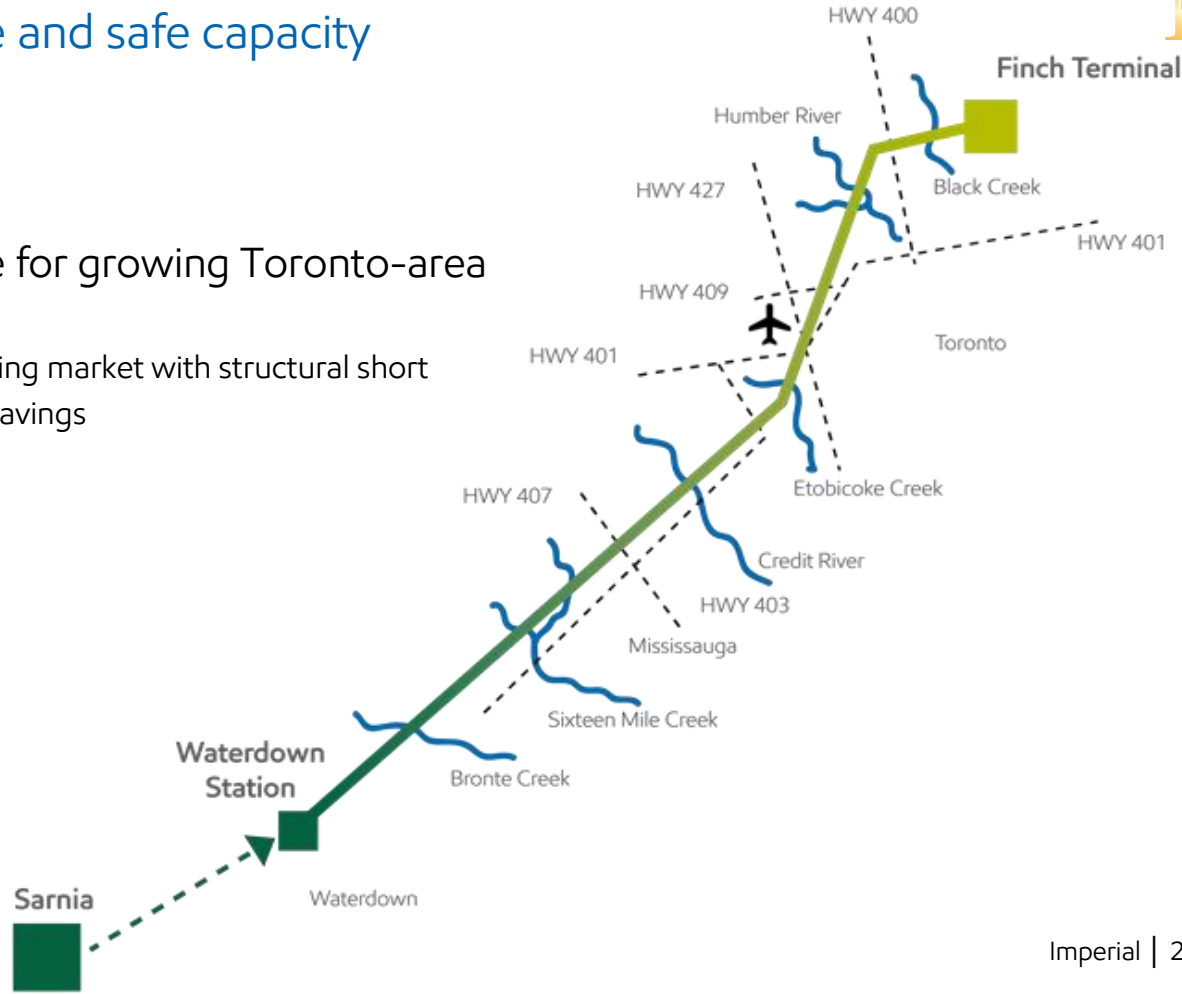 e and safe capacity
e for growing Toronto-area
ing market with structural short
avings
HWY 400
Finch Terminal
Humber River
HWY 427
Black Creek
HWY 401
HWY 409
HWY 401
Toronto
Etobicoke Creek
HWY 407
Credit River
HWY 403
Mississauga
Sixteen Mile Creek
Waterdown
Station
Bronte Creek
Sarnia
Waterdown
Imperial | 2